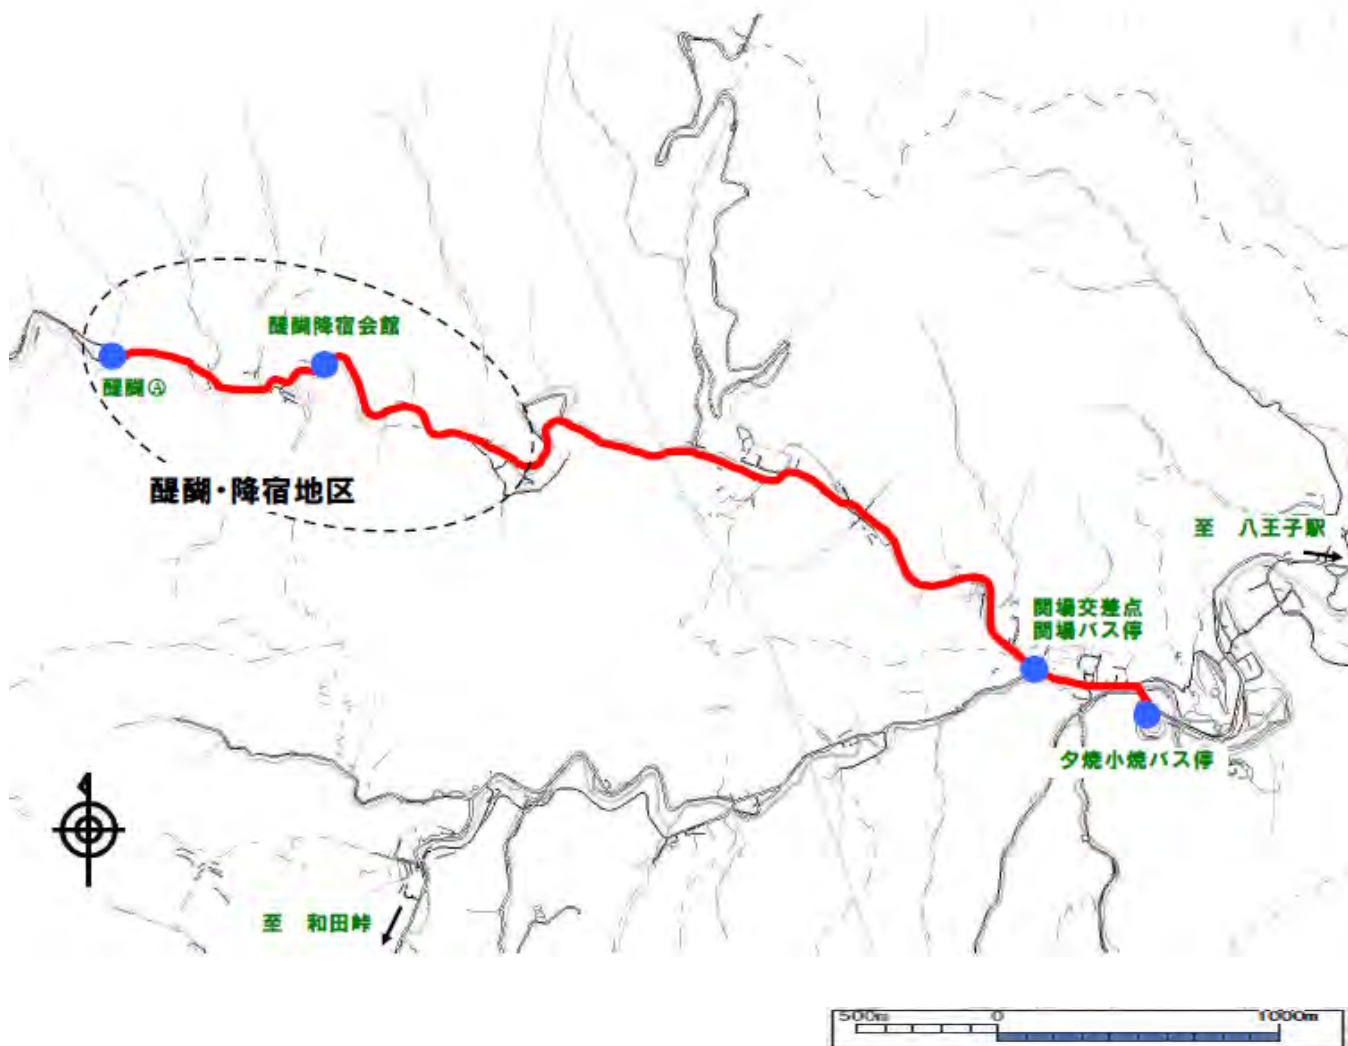 醍醐降宿会館
醍醐Ⓐ
醍醐・降宿地区
至　八王子駅
関場交差点
関場バス停
夕焼小焼バス停
至　和田峠
500m 0 1000m